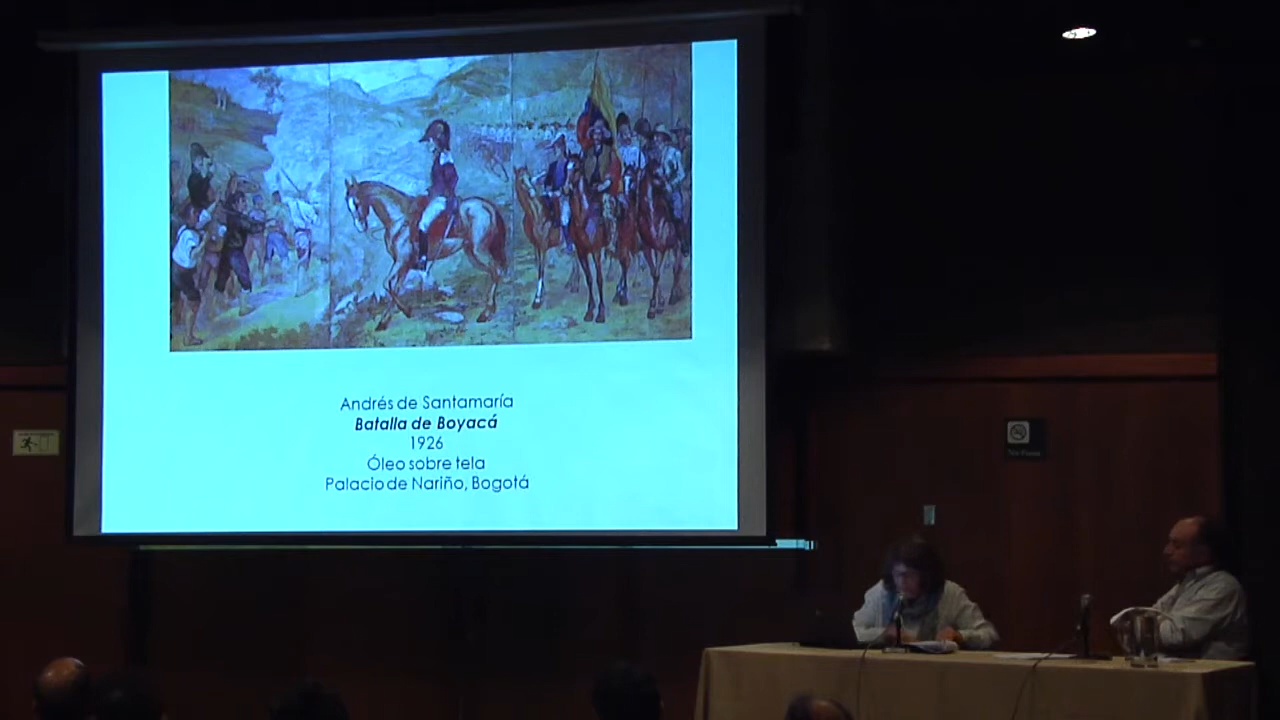 Andrés de Santamaría
Batalla de Boyacá
1926
Óleo sobre tela
Palacio de Nariño, Bogotá